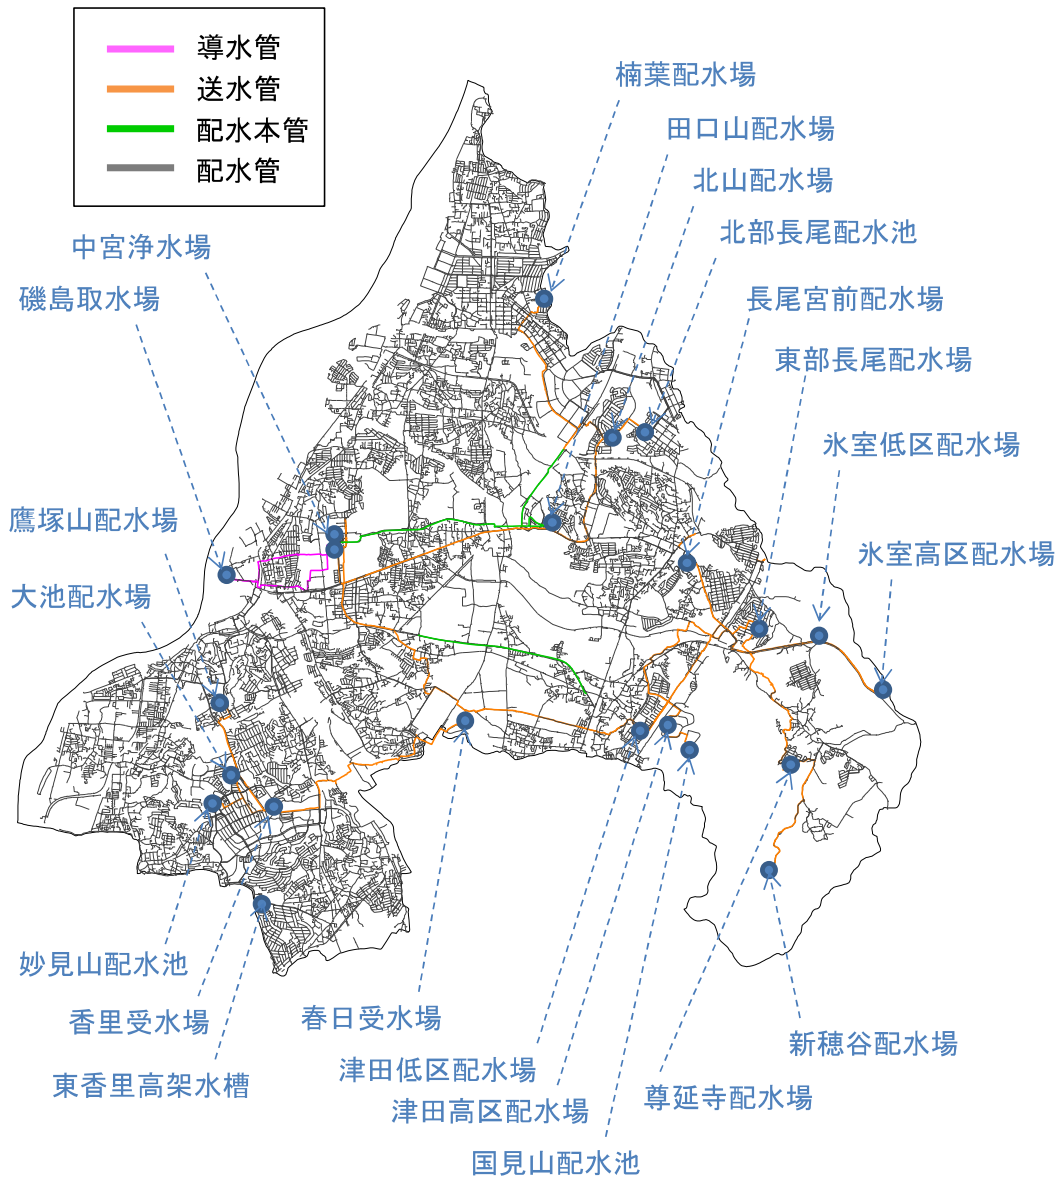 導水管
送水管
配水本管
配水管
楠葉配水場
田口山配水場
北山配水場
北部長尾配水池
中宮浄水場
磯島取水場
長尾宮前配水場
東部長尾配水場
氷室低区配水場
鷹塚山配水場
氷室高区配水場
大池配水場
妙見山配水池
香里受水場
春日受水場
新穂谷配水場
津田低区配水場
東香里高架水槽
尊延寺配水場
津田高区配水場
国見山配水池